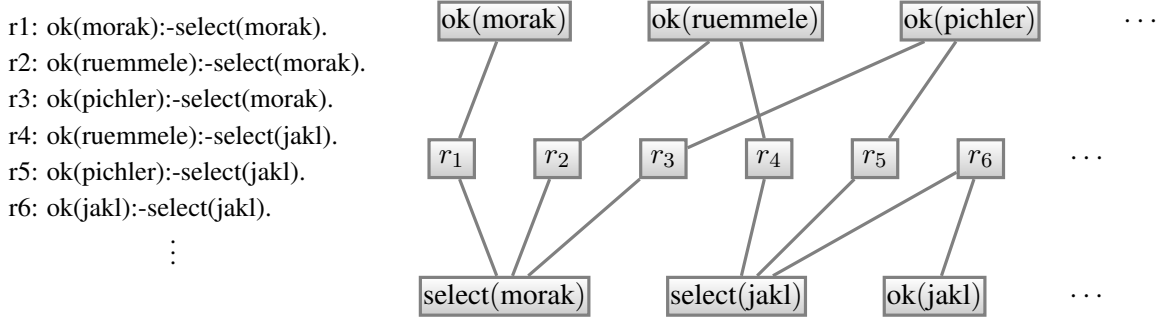 r1: ok(morak):-select(morak).
r2: ok(ruemmele):-select(morak).
r3: ok(pichler):-select(morak).
r4: ok(ruemmele):-select(jakl).
r5: ok(pichler):-select(jakl).
r6: ok(jakl):-select(jakl).
⋮
ok(morak) ok(ruemmele) ok(pichler) ⋯
r₁ r₂ r₃ r₄ r₅ r₆ ⋯
select(morak) select(jakl) ok(jakl) ⋯